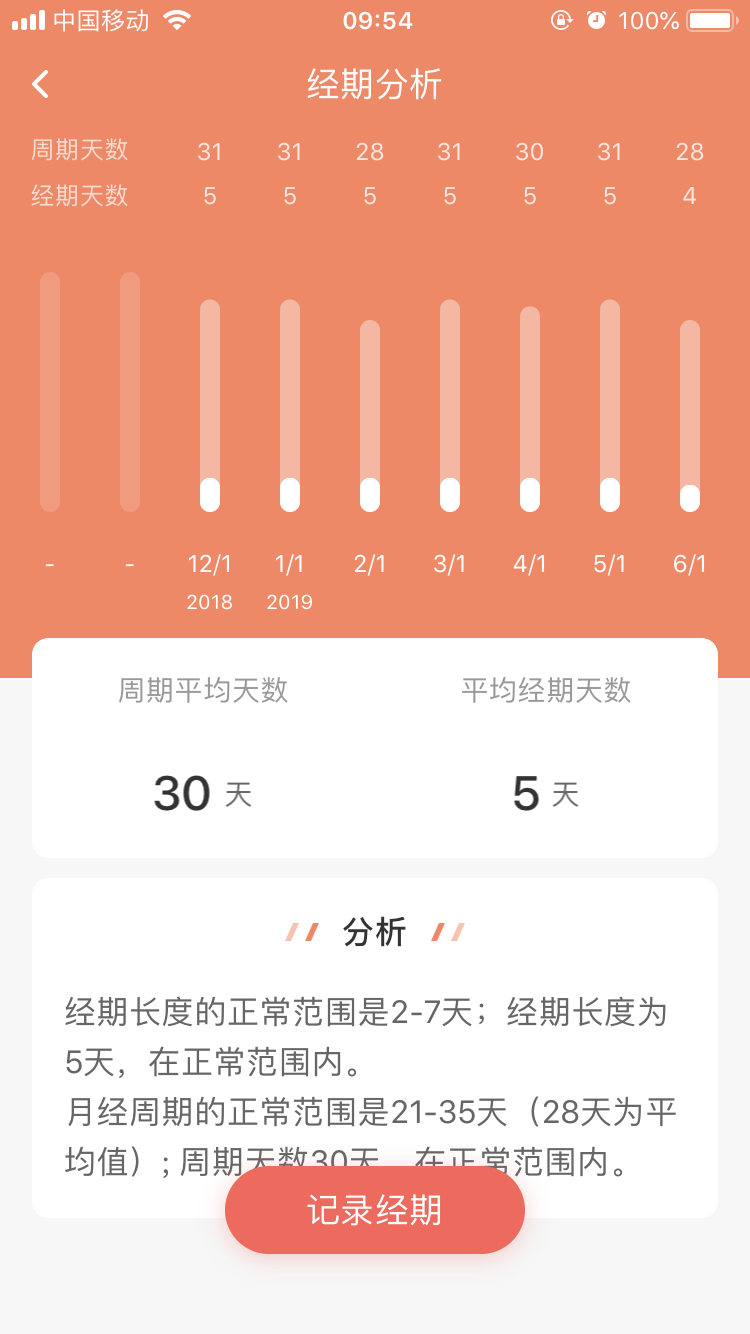 中国移动 09:54 100%
经期分析
周期天数 31 31 28 31 30 31 28
经期天数 5 5 5 5 5 5 4
- - 12/1 1/1 2/1 3/1 4/1 5/1 6/1
2018 2019
周期平均天数 平均经期天数
30 天 5 天
分析
经期长度的正常范围是2-7天；经期长度为
5天，在正常范围内。
月经周期的正常范围是21-35天（28天为平
均值）; 周期天数30天 在正常范围内。
记录经期